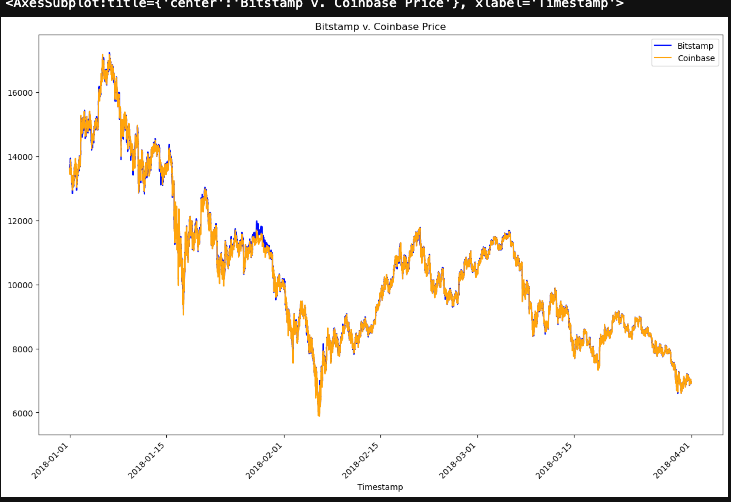 <AxesSubplot:title={'center':'Bitstamp v. Coinbase Price'}, xlabel='Timestamp'>
Bitstamp v. Coinbase Price
Bitstamp
Coinbase
16000
14000
12000
10000
8000
6000
2018-01-01
2018-01-15
2018-02-01
2018-02-15
2018-03-01
2018-03-15
2018-04-01
Timestamp